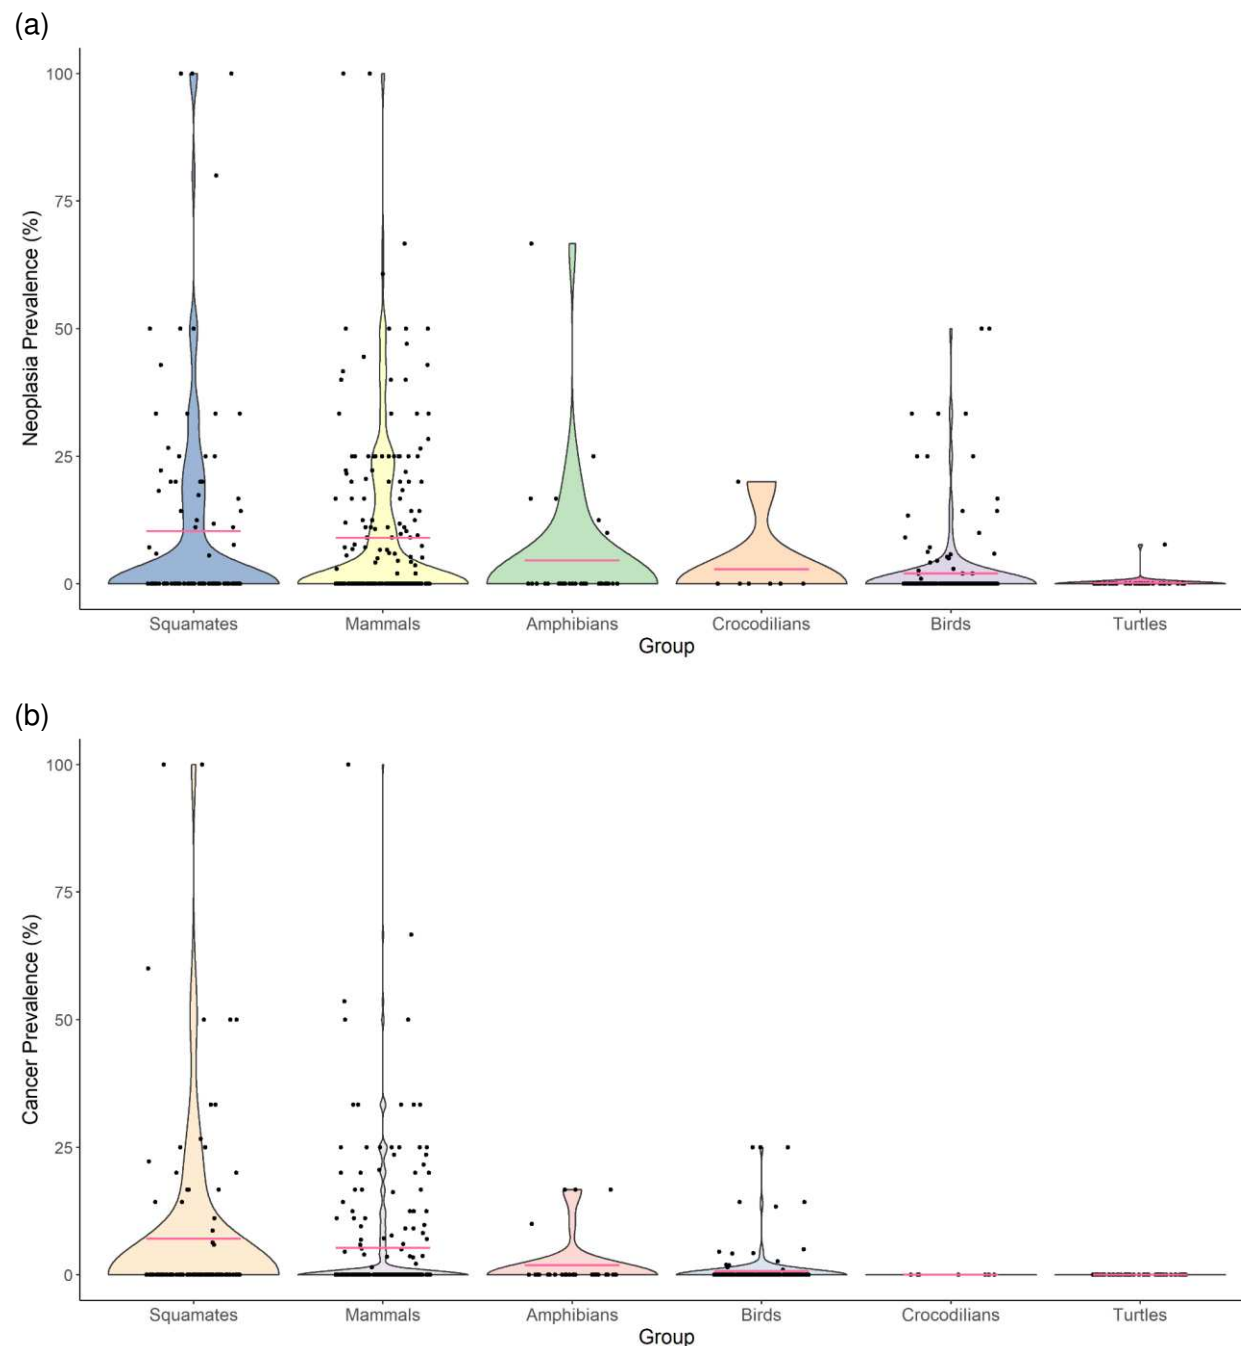 (a)
Neoplasia Prevalence (%)
100
75
50
25
0
Squamates Mammals Amphibians Crocodilians Birds Turtles
Group
(b)
Cancer Prevalence (%)
100
75
50
25
0
Squamates Mammals Amphibians Birds Crocodilians Turtles
Group